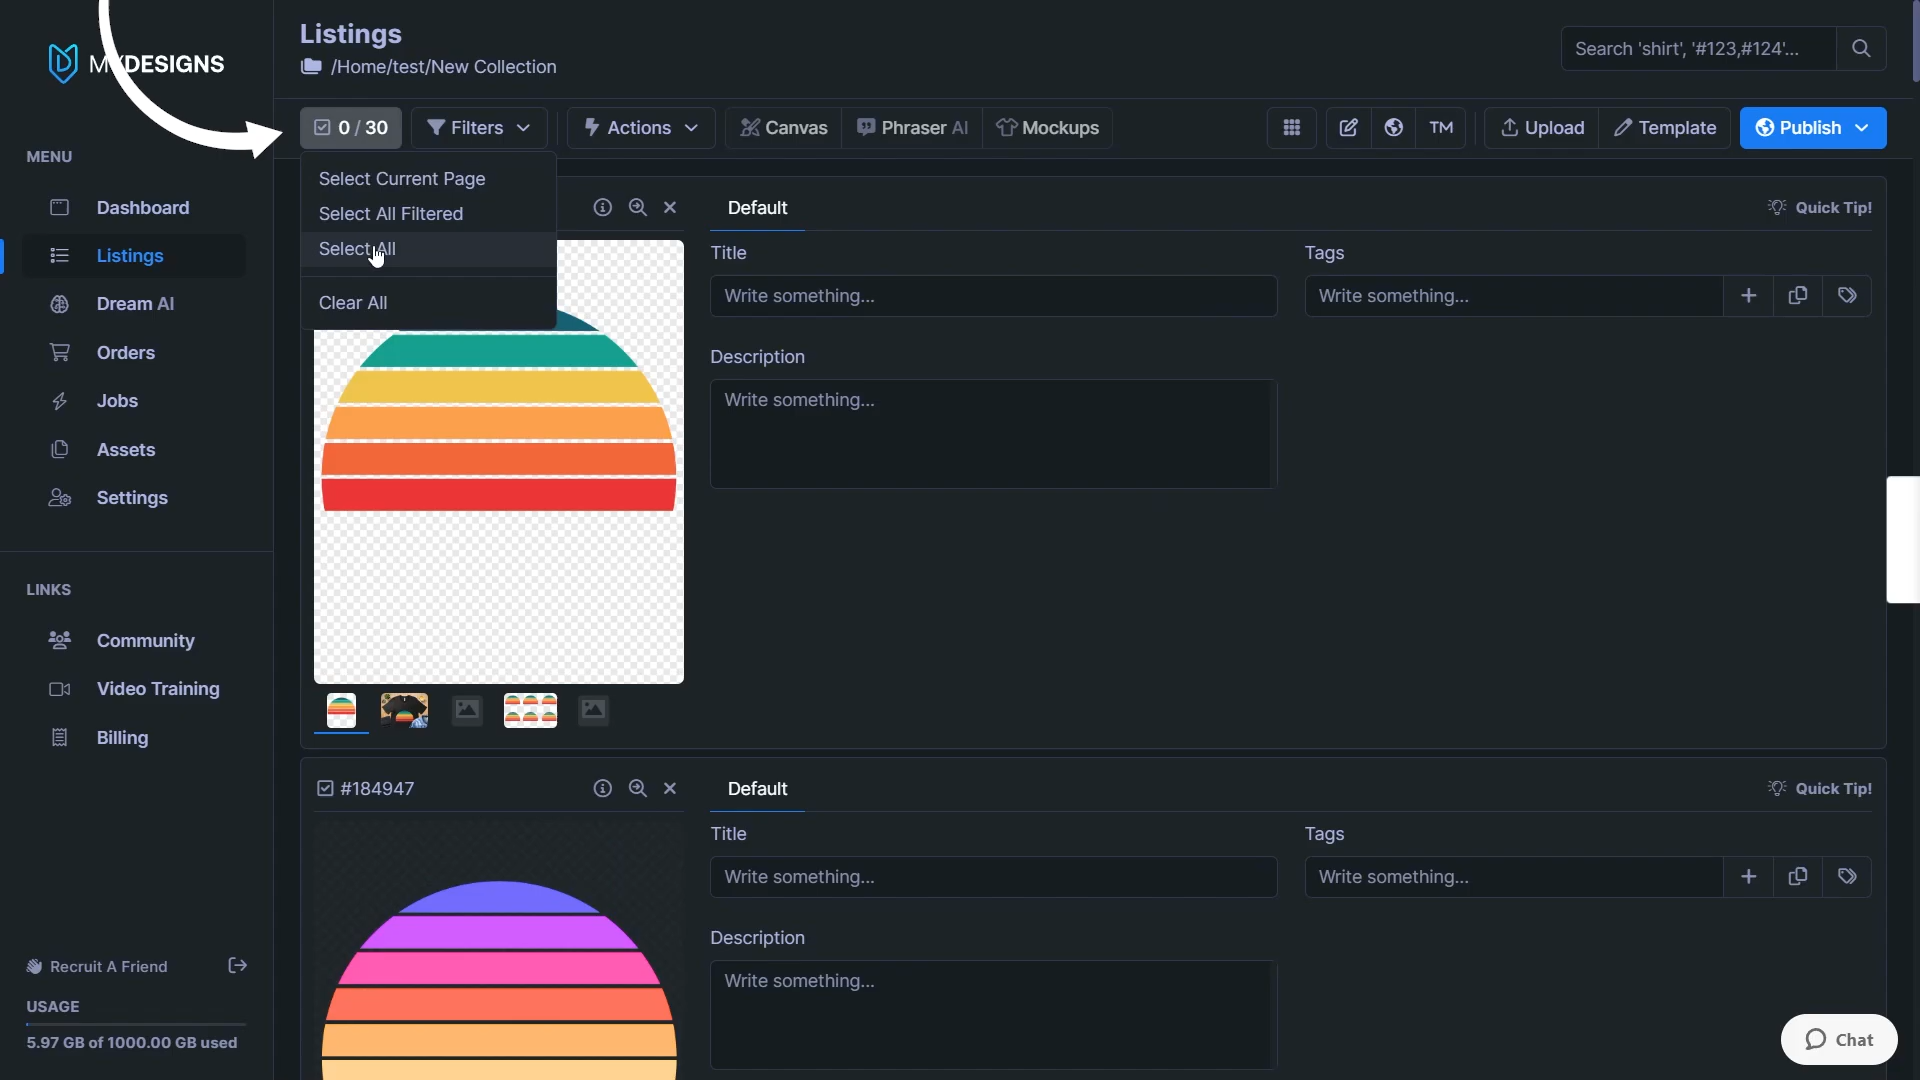 MYDESIGNS
MENU
Dashboard
Listings
Dream AI
Orders
Jobs
Assets
Settings
LINKS
Community
Video Training
Billing
Recruit A Friend
USAGE
5.97 GB of 1000.00 GB used
Listings
/Home/test/New Collection
Search 'shirt', '#123,#124'...
0 / 30
Filters
Actions
Canvas
Phraser AI
Mockups
TM
Upload
Template
Publish
Select Current Page
Select All Filtered
Select All
Clear All
Default
Quick Tip!
Title
Write something...
Tags
Write something...
Description
Write something...
#184947
Default
Quick Tip!
Title
Write something...
Tags
Write something...
Description
Write something...
Chat